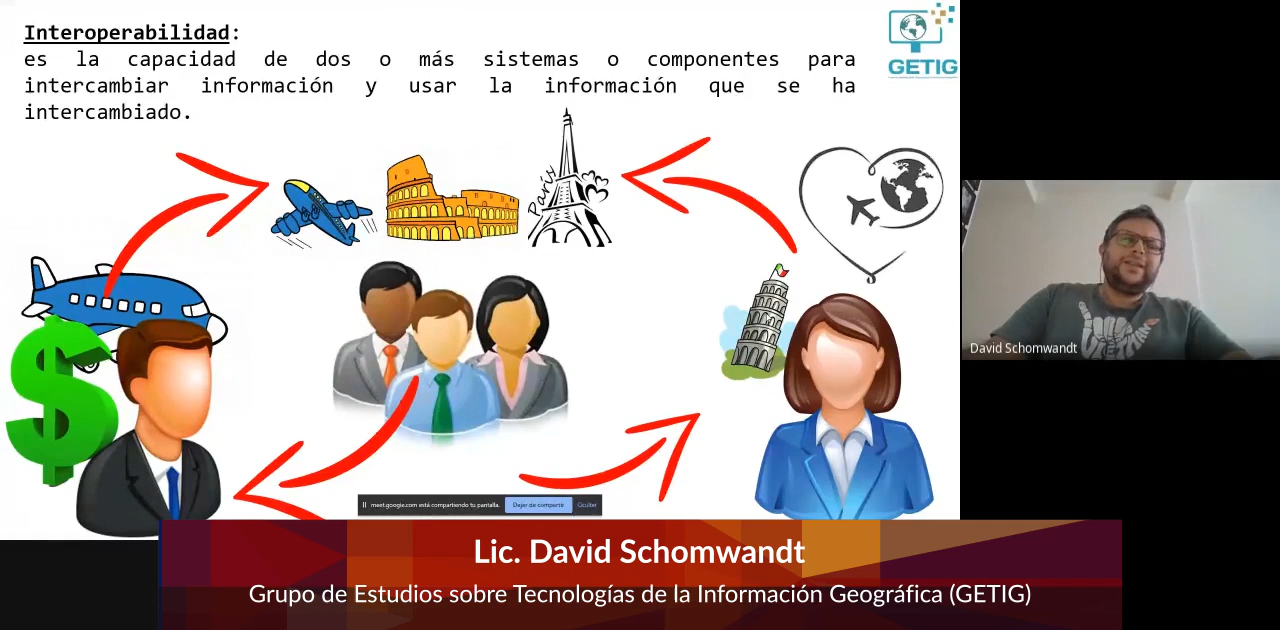 Interoperabilidad:
es la capacidad de dos o más sistemas o componentes para
intercambiar información y usar la información que se ha
intercambiado.
GETIG
París
David Schomwandt
meet.google.com está compartiendo tu pantalla.
Dejar de compartir
Ocultar
Lic. David Schomwandt
Grupo de Estudios sobre Tecnologías de la Información Geográfica (GETIG)